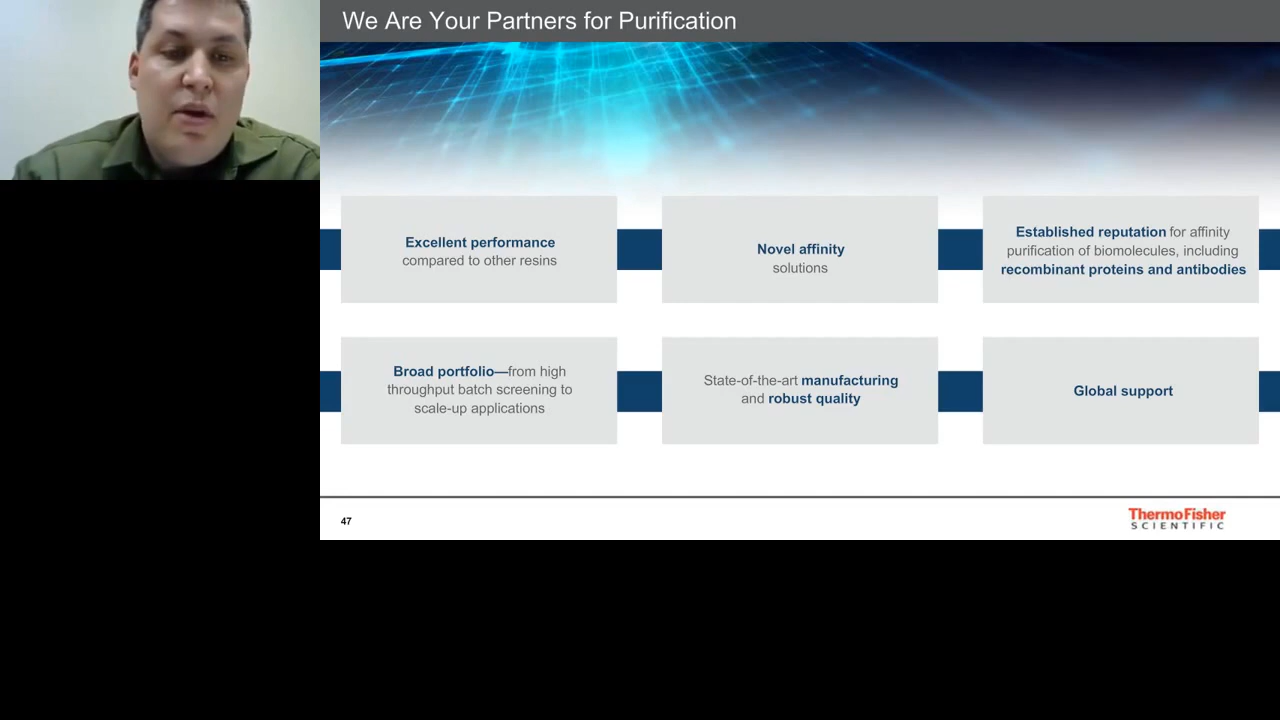 We Are Your Partners for Purification
Excellent performance
compared to other resins
Novel affinity
solutions
Established reputation for affinity
purification of biomolecules, including
recombinant proteins and antibodies
Broad portfolio—from high
throughput batch screening to
scale-up applications
State-of-the-art manufacturing
and robust quality
Global support
47
ThermoFisher
SCIENTIFIC